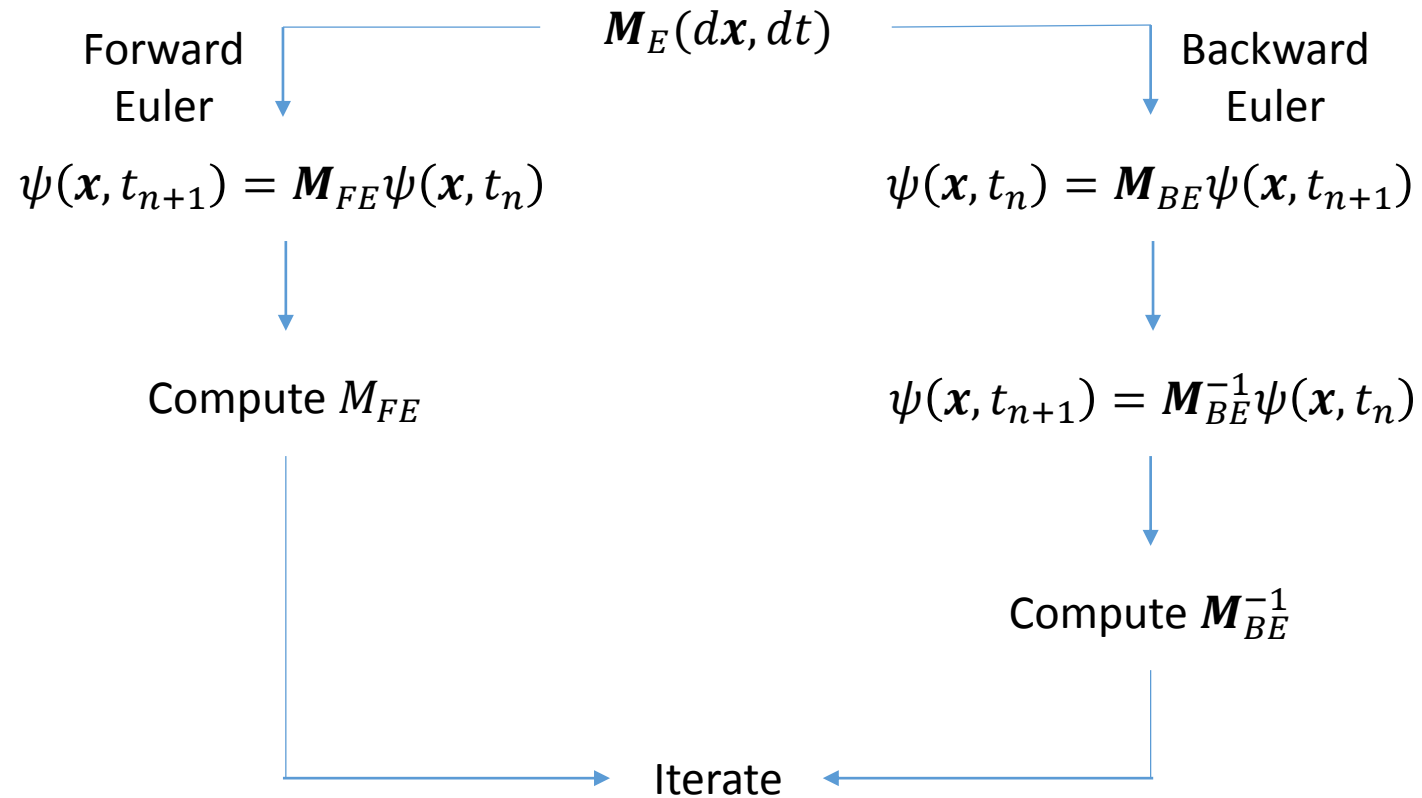 𝑴_𝐸(𝑑𝒙, 𝑑𝑡)
Forward
Euler
Backward
Euler
𝜓(𝒙, 𝑡_{𝑛+1}) = 𝑴_{𝐹𝐸}𝜓(𝒙, 𝑡_𝑛)
𝜓(𝒙, 𝑡_𝑛) = 𝑴_{𝐵𝐸}𝜓(𝒙, 𝑡_{𝑛+1})
Compute 𝑀_{𝐹𝐸}
𝜓(𝒙, 𝑡_{𝑛+1}) = 𝑴_{𝐵𝐸}^{−1}𝜓(𝒙, 𝑡_𝑛)
Compute 𝑴_{𝐵𝐸}^{−1}
Iterate